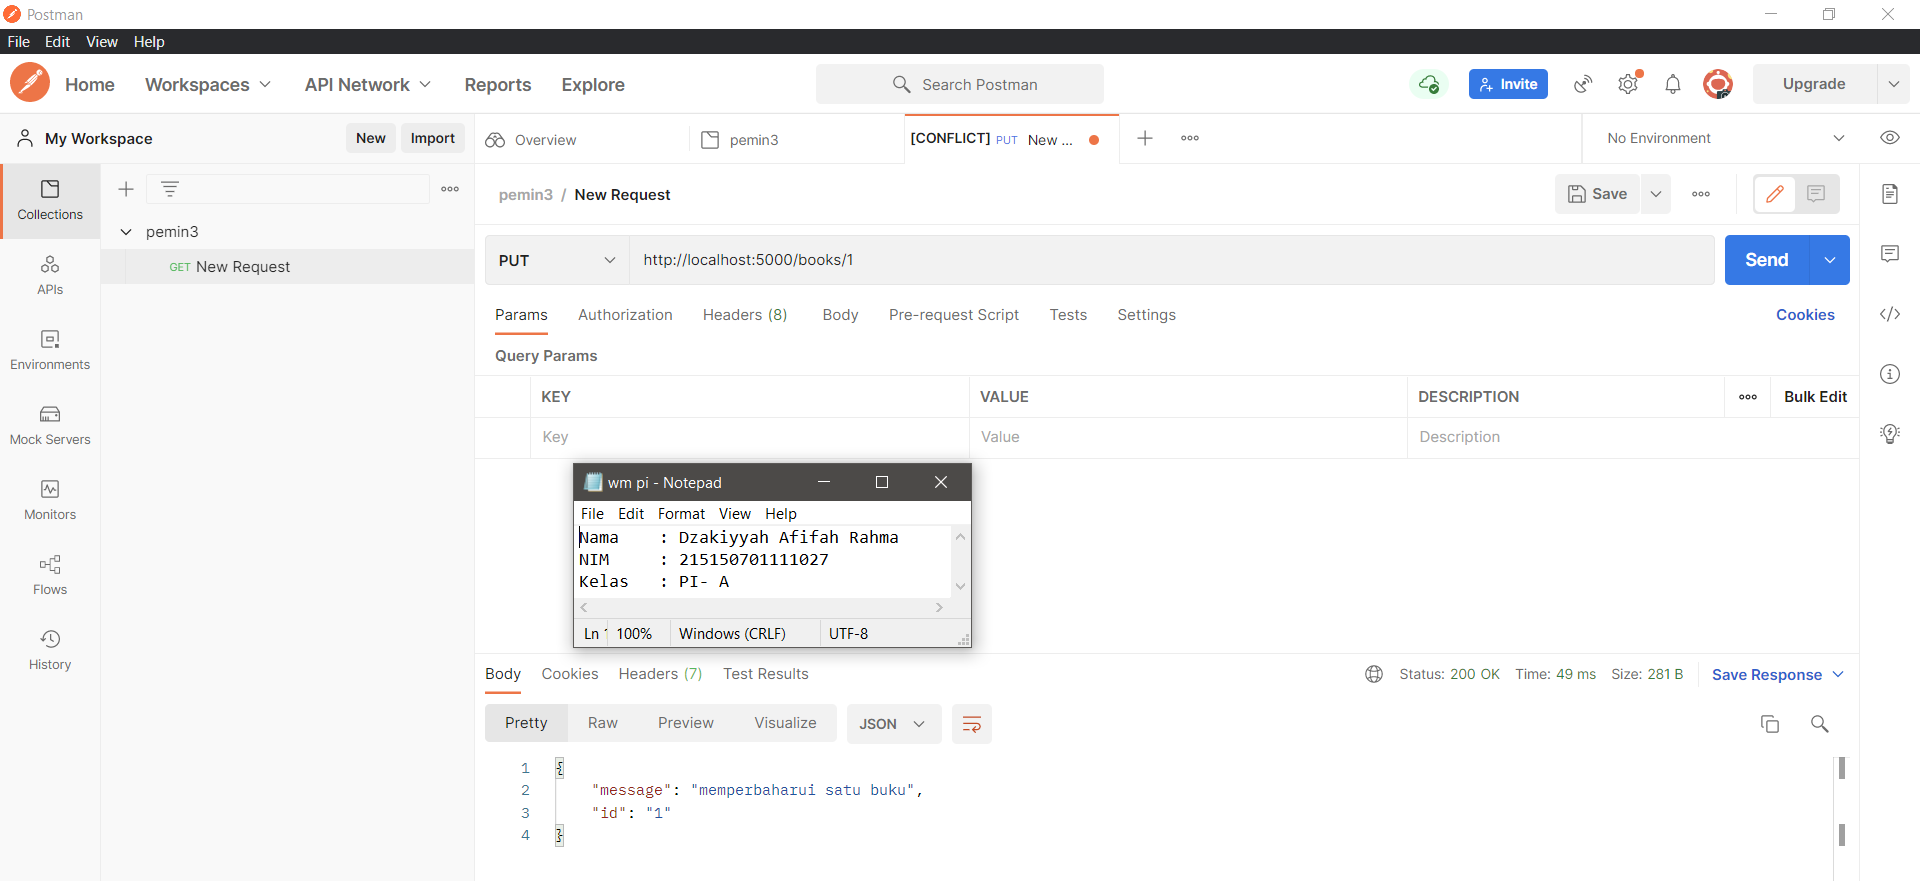 Postman
File Edit View Help
Home Workspaces API Network Reports Explore Search Postman Invite Upgrade
My Workspace New Import Overview pemin3 [CONFLICT] PUT New ... No Environment
Collections
APIs
Environments
Mock Servers
Monitors
Flows
History
pemin3
GET New Request
pemin3 / New Request Save
PUT http://localhost:5000/books/1 Send
Params Authorization Headers (8) Body Pre-request Script Tests Settings Cookies
Query Params
KEY VALUE DESCRIPTION Bulk Edit
Key Value Description
wm pi - Notepad
File Edit Format View Help
Nama : Dzakiyyah Afifah Rahma
NIM : 215150701111027
Kelas : PI- A
Ln 100% Windows (CRLF) UTF-8
Body Cookies Headers (7) Test Results Status: 200 OK Time: 49 ms Size: 281 B Save Response
Pretty Raw Preview Visualize JSON
1 {
2 "message": "memperbaharui satu buku",
3 "id": "1"
4 }